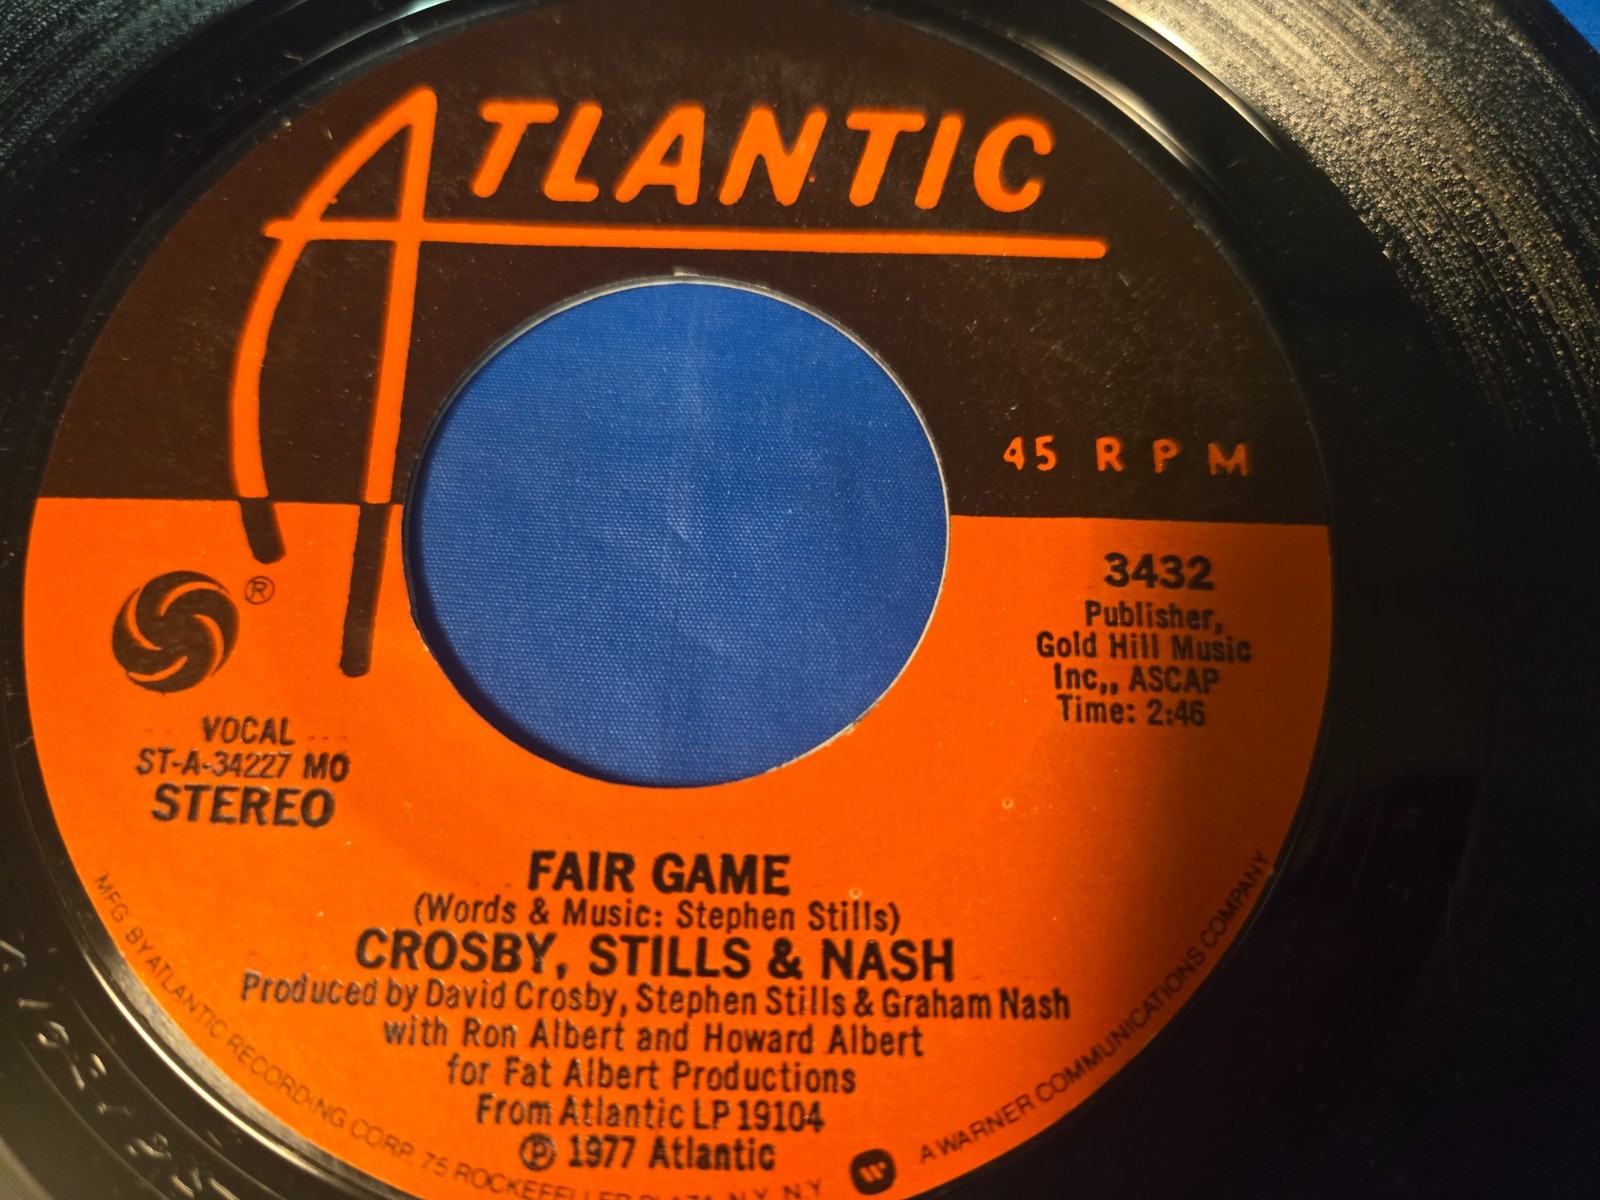 ATLANTIC
45 RPM
3432
Publisher,
Gold Hill Music
Inc,, ASCAP
Time: 2:46
®
VOCAL
ST-A-34227 MO
STEREO
FAIR GAME
(Words & Music: Stephen Stills)
CROSBY, STILLS & NASH
Produced by David Crosby, Stephen Stills & Graham Nash
with Ron Albert and Howard Albert
for Fat Albert Productions
From Atlantic LP 19104
℗ 1977 Atlantic
MFG. BY ATLANTIC RECORDING CORP. 75 ROCKEFELLER PLAZA, N.Y. N.Y.
A WARNER COMMUNICATIONS COMPANY